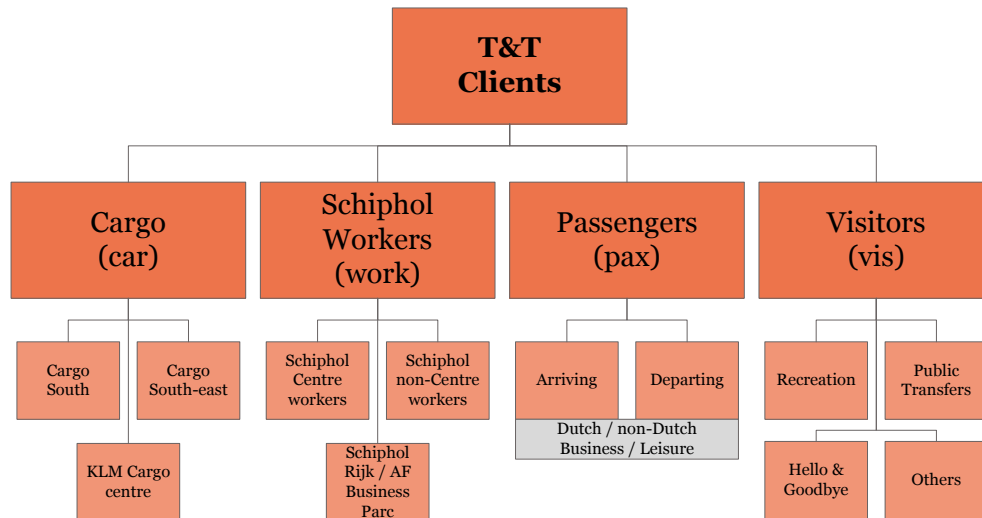 T&T
Clients
Cargo
(car)
Schiphol
Workers
(work)
Passengers
(pax)
Visitors
(vis)
Cargo
South
Cargo
South-east
KLM Cargo
centre
Schiphol
Centre
workers
Schiphol
non-Centre
workers
Schiphol
Rijk / AF
Business
Parc
Arriving
Departing
Dutch / non-Dutch
Business / Leisure
Recreation
Public
Transfers
Hello &
Goodbye
Others